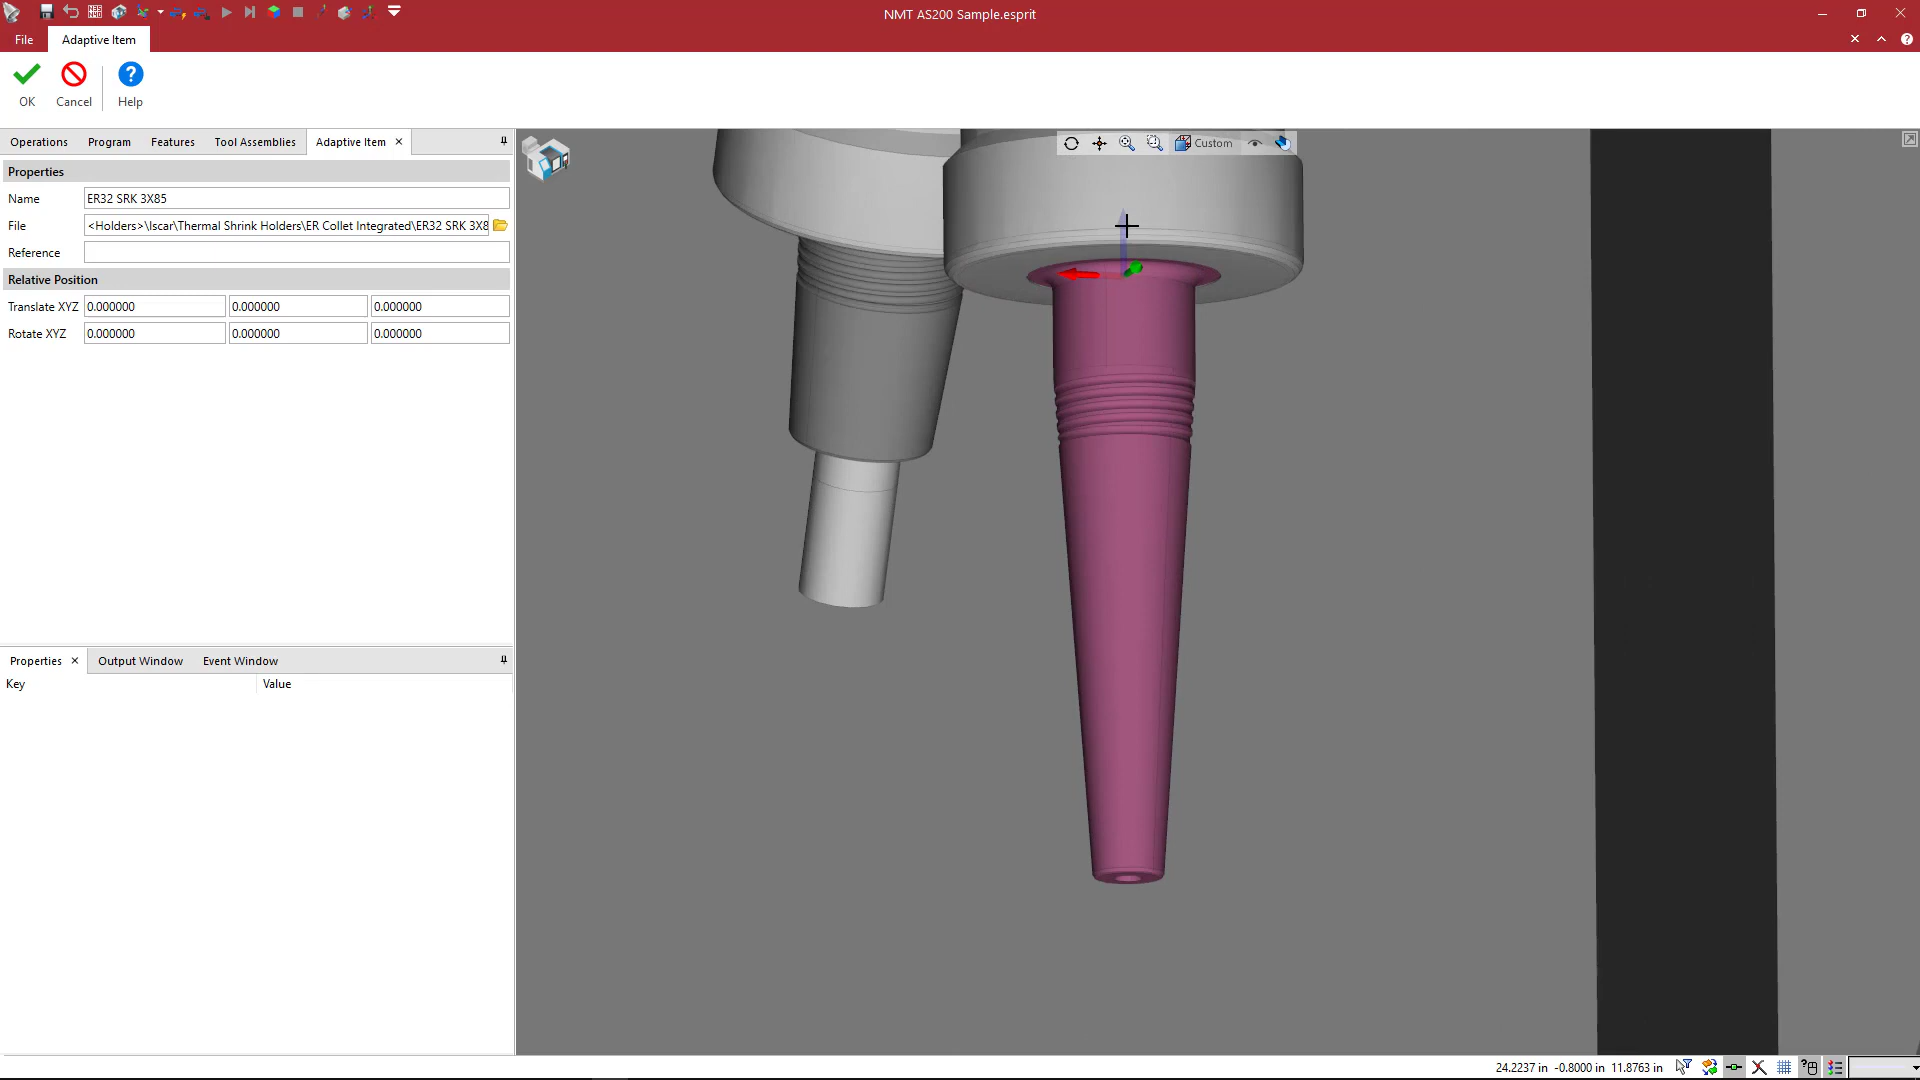 NMT AS200 Sample.esprit
File
Adaptive Item
OK
Cancel
Help
Operations
Program
Features
Tool Assemblies
Adaptive Item
Custom
Properties
Name
ER32 SRK 3X85
File
<Holders>\Iscar\Thermal Shrink Holders\ER Collet Integrated\ER32 SRK 3X8
Reference
Relative Position
Translate XYZ
0.000000
0.000000
0.000000
Rotate XYZ
0.000000
0.000000
0.000000
Properties
Output Window
Event Window
Key
Value
24.2237 in -0.8000 in 11.8763 in